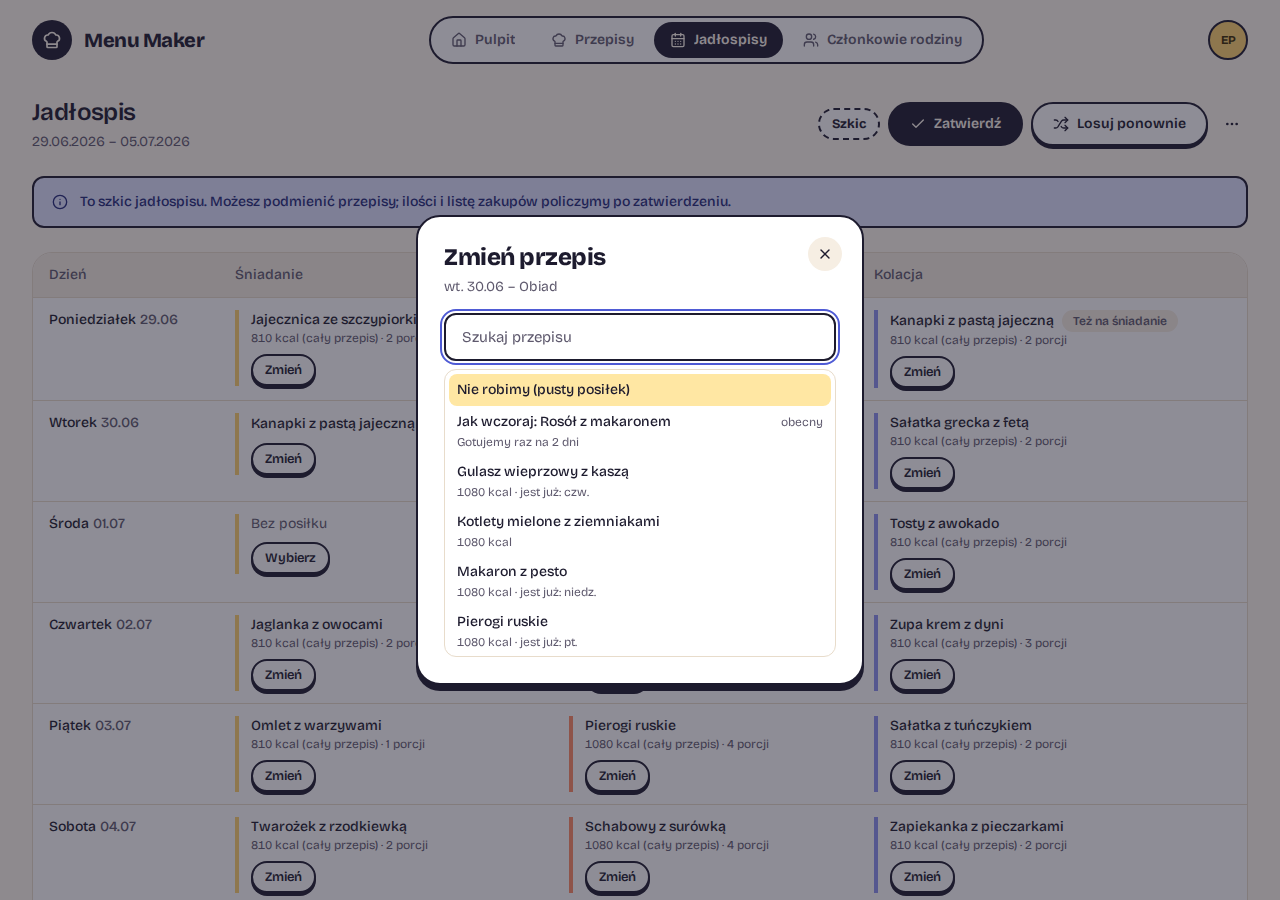 Menu Maker
Pulpit
Przepisy
Jadłospisy
Członkowie rodziny
EP
Jadłospis
29.06.2026 – 05.07.2026
Szkic
Zatwierdź
Losuj ponownie
To szkic jadłospisu. Możesz podmienić przepisy; ilości i listę zakupów policzymy po zatwierdzeniu.
Zmień przepis
wt. 30.06 – Obiad
Szukaj przepisu
Nie robimy (pusty posiłek)
Jak wczoraj: Rosół z makaronem obecny
Gotujemy raz na 2 dni
Gulasz wieprzowy z kaszą
1080 kcal · jest już: czw.
Kotlety mielone z ziemniakami
1080 kcal
Makaron z pesto
1080 kcal · jest już: niedz.
Pierogi ruskie
1080 kcal · jest już: pt.
Dzień Śniadanie Kolacja
Poniedziałek 29.06
Jajecznica ze szczypiorki
810 kcal (cały przepis) · 2 por
Zmień
Kanapki z pastą jajeczną Też na śniadanie
810 kcal (cały przepis) · 2 porcji
Zmień
Wtorek 30.06
Kanapki z pastą jajeczną
Zmień
Sałatka grecka z fetą
810 kcal (cały przepis) · 2 porcji
Zmień
Środa 01.07
Bez posiłku
Wybierz
Tosty z awokado
810 kcal (cały przepis) · 2 porcji
Zmień
Czwartek 02.07
Jaglanka z owocami
810 kcal (cały przepis) · 2 por
Zmień
Zupa krem z dyni
810 kcal (cały przepis) · 3 porcji
Zmień
Piątek 03.07
Omlet z warzywami
810 kcal (cały przepis) · 1 porcji
Zmień
Pierogi ruskie
1080 kcal (cały przepis) · 4 porcji
Zmień
Sałatka z tuńczykiem
810 kcal (cały przepis) · 2 porcji
Zmień
Sobota 04.07
Twarożek z rzodkiewką
810 kcal (cały przepis) · 2 porcji
Zmień
Schabowy z surówką
1080 kcal (cały przepis) · 4 porcji
Zmień
Zapiekanka z pieczarkami
810 kcal (cały przepis) · 2 porcji
Zmień